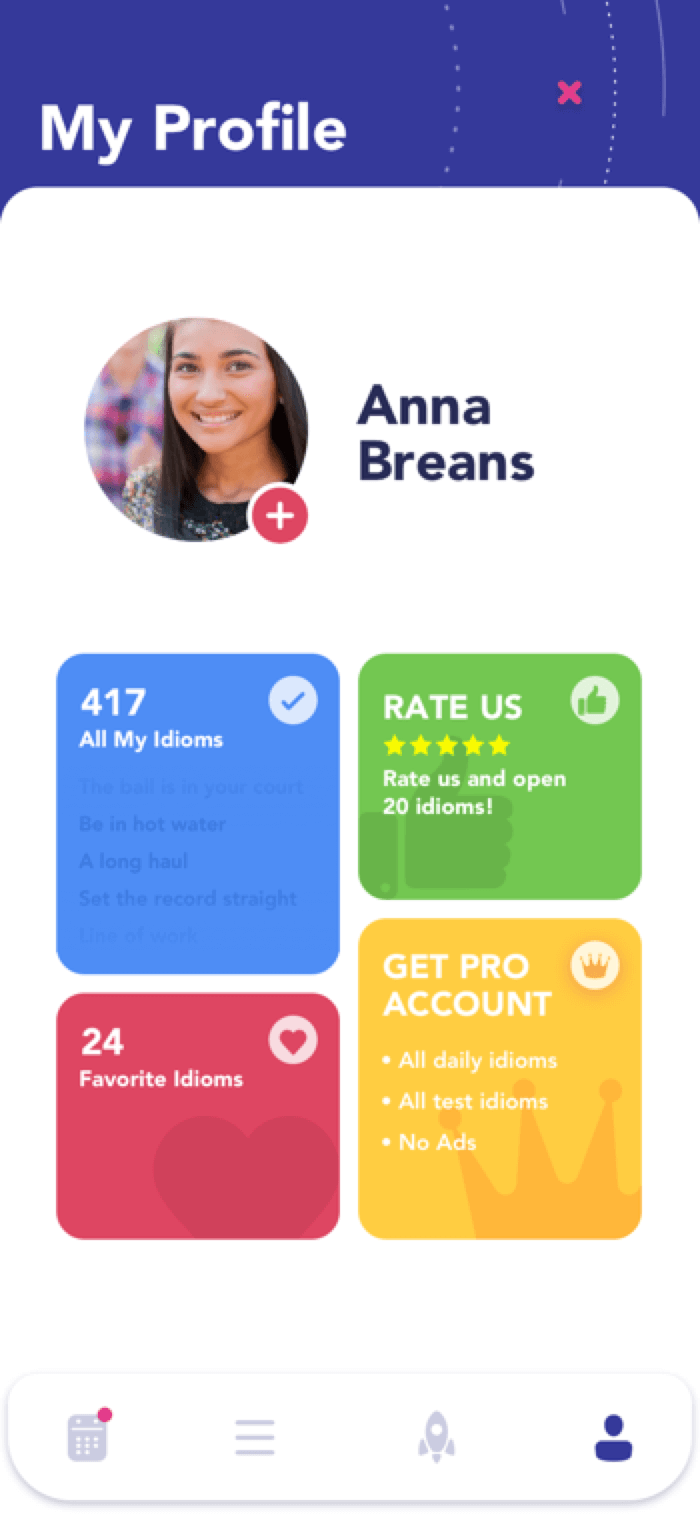 My Profile
Anna
Breans
417
All My Idioms
The ball is in your court
Be in hot water
A long haul
Set the record straight
Line of work
24
Favorite Idioms
RATE US
Rate us and open
20 idioms!
GET PRO
ACCOUNT
• All daily idioms
• All test idioms
• No Ads